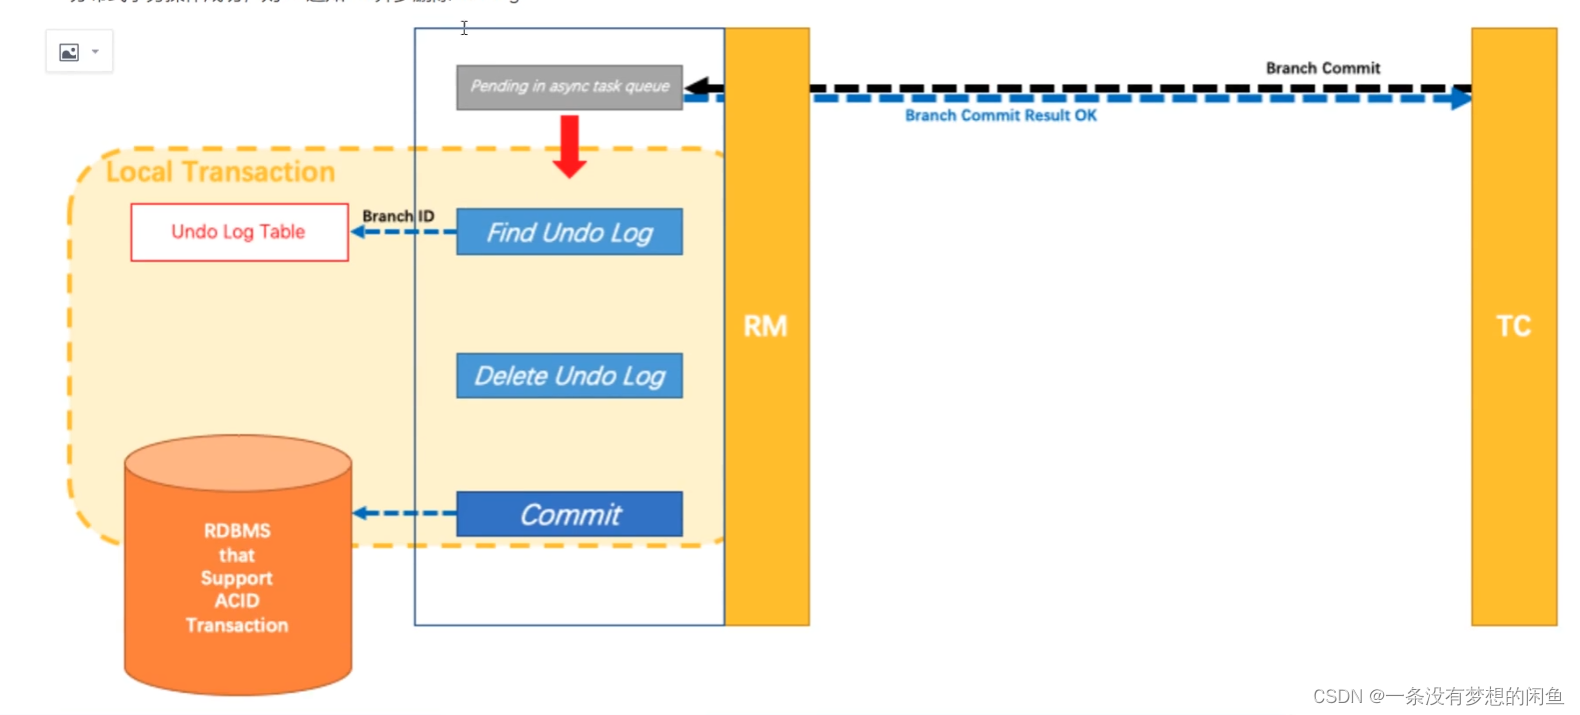 Branch Commit
Pending in async task queue
Branch Commit Result OK
Local Transaction
Branch ID
Undo Log Table
Find Undo Log
RM
TC
Delete Undo Log
Commit
RDBMS
that
Support
ACID
Transaction
CSDN @一条没有梦想的闲鱼